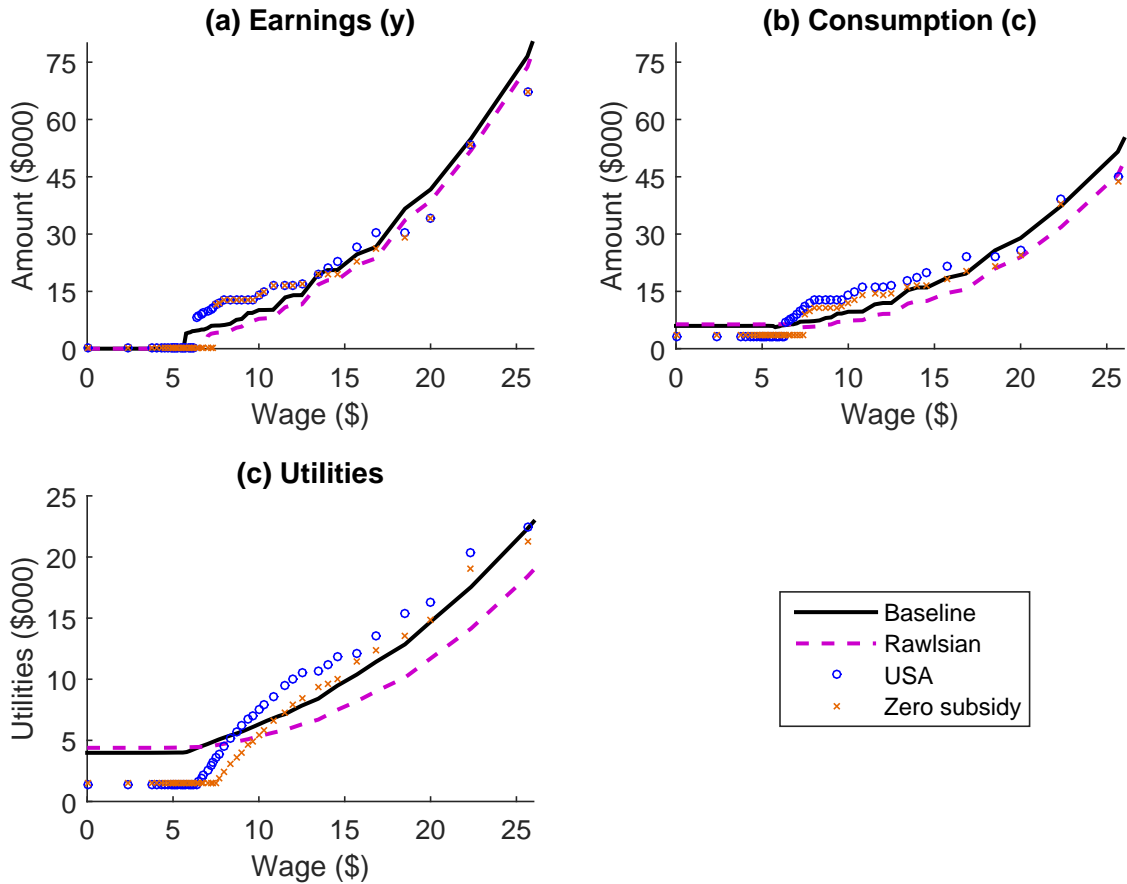 (a) Earnings (y)
Amount ($000)
75
60
45
30
15
0
0 5 10 15 20 25
Wage ($)
(b) Consumption (c)
Amount ($000)
75
60
45
30
15
0
0 5 10 15 20 25
Wage ($)
(c) Utilities
Utilities ($000)
25
20
15
10
5
0
0 5 10 15 20 25
Wage ($)
Baseline
Rawlsian
USA
Zero subsidy